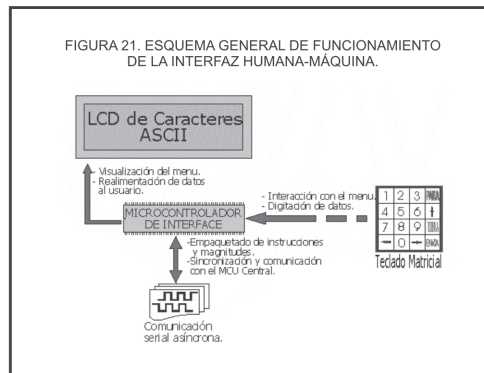 FIGURA 21. ESQUEMA GENERAL DE FUNCIONAMIENTO
DE LA INTERFAZ HUMANA-MÁQUINA.
LCD de Caracteres
ASCII
- Visualización del menu.
- Realimentación de datos
al usuario.
- Interacción con el menu.
- Digitación de datos.
MICROCONTROLADOR
DE INTERFACE
1 2 3
4 5 6
7 8 9
0
Teclado Matricial
-Empaquetado de instrucciones
y magnitudes.
-Sincronización y comunicación
con el MCU Central.
Comunicación
serial asíncrona.